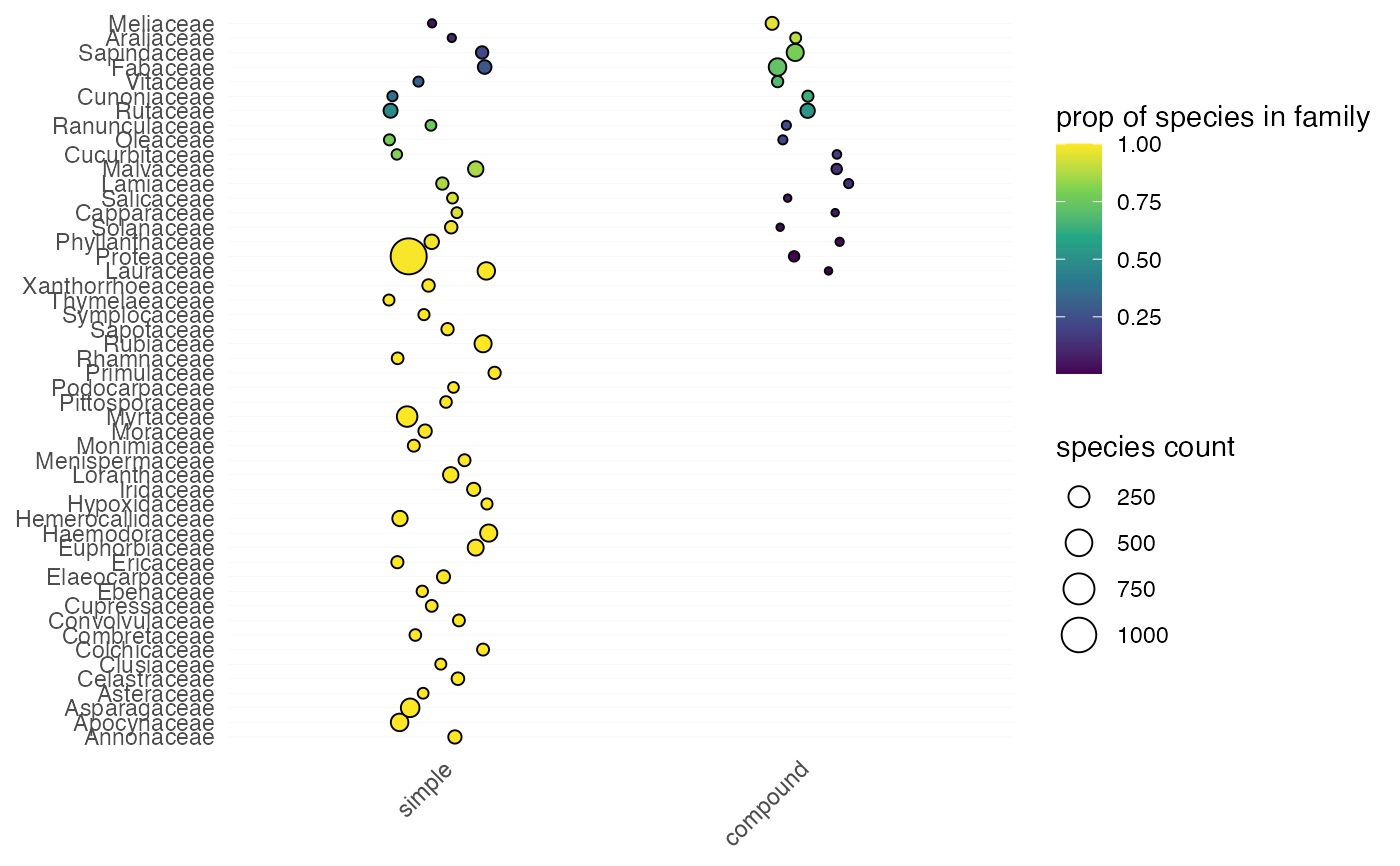 Meliaceae
Araliaceae
Sapindaceae
Fabaceae
Vitaceae
Cunoniaceae
Rutaceae
Ranunculaceae
Oleaceae
Cucurbitaceae
Malvaceae
Lamiaceae
Salicaceae
Capparaceae
Solanaceae
Phyllanthaceae
Proteaceae
Lauraceae
Xanthorrhoeaceae
Thymelaeaceae
Symplocaceae
Sapotaceae
Rubiaceae
Rhamnaceae
Primulaceae
Podocarpaceae
Pittosporaceae
Myrtaceae
Moraceae
Monimiaceae
Menispermaceae
Loranthaceae
Iridaceae
Hypoxidaceae
Hemerocallidaceae
Haemodoraceae
Euphorbiaceae
Ericaceae
Elaeocarpaceae
Ebenaceae
Cupressaceae
Convolvulaceae
Combretaceae
Colchicaceae
Clusiaceae
Celastraceae
Asteraceae
Asparagaceae
Apocynaceae
Annonaceae
simple
compound
prop of species in family
1.00
0.75
0.50
0.25
species count
250
500
750
1000